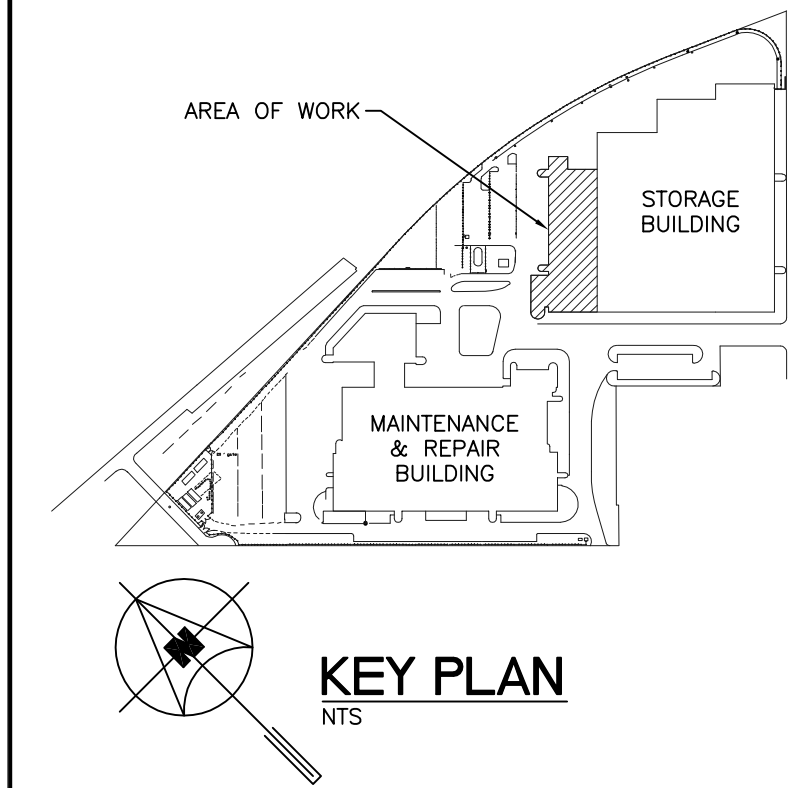 AREA OF WORK
STORAGE
BUILDING
MAINTENANCE
& REPAIR
BUILDING
N
KEY PLAN
NTS